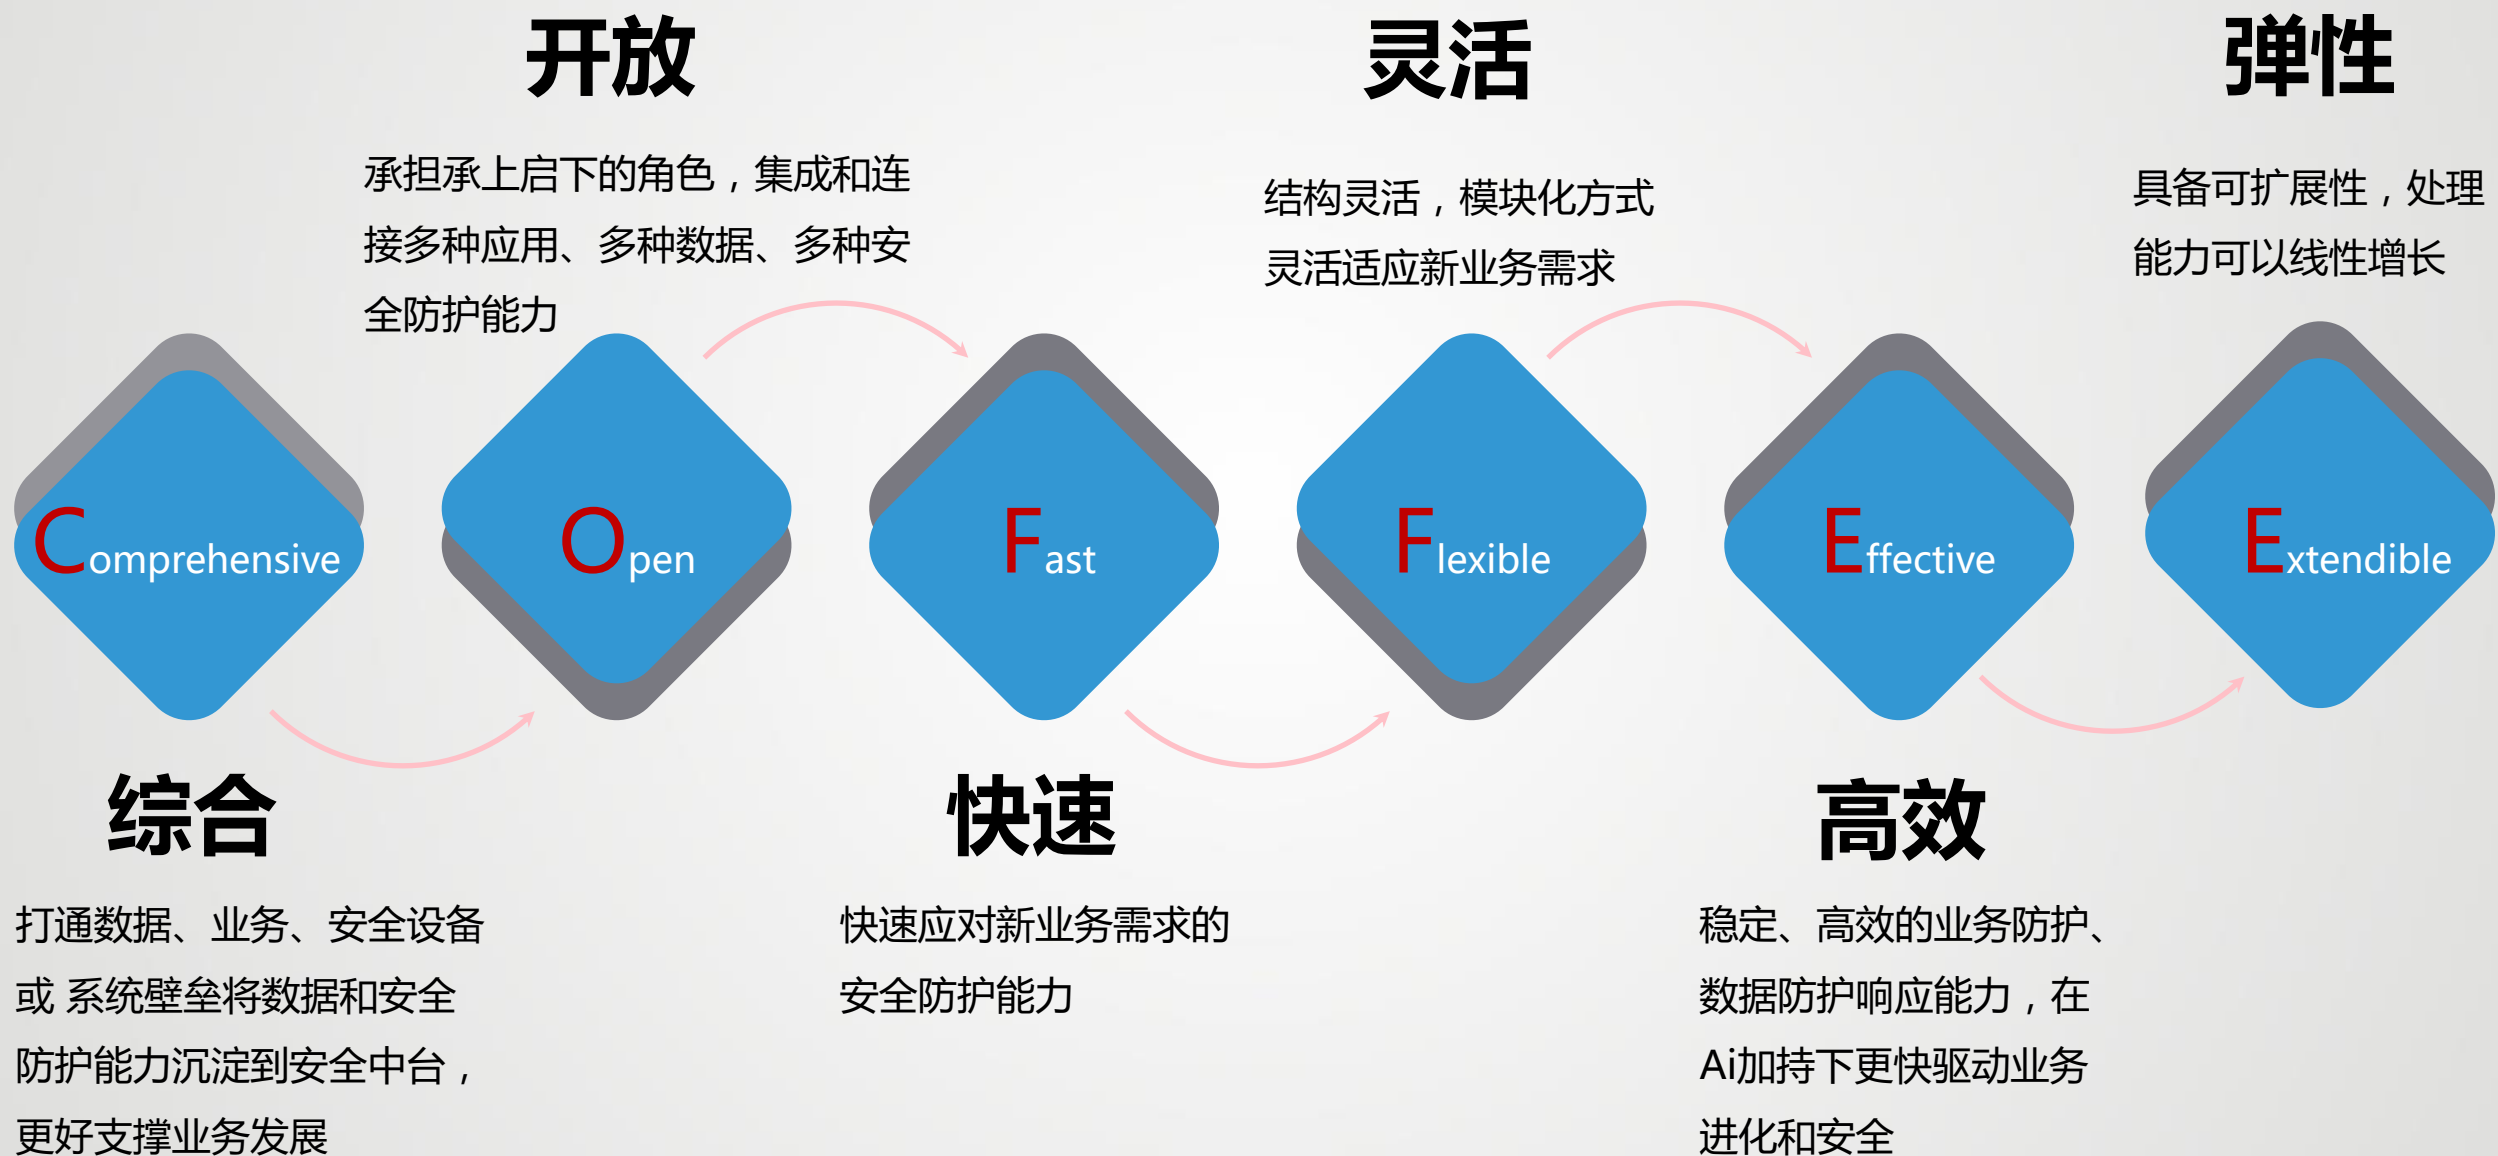 开放
承担承上启下的角色，集成和连
接多种应用、多种数据、多种安
全防护能力
灵活
结构灵活，模块化方式
灵活适应新业务需求
弹性
具备可扩展性，处理
能力可以线性增长
Comprehensive
Open
Fast
Flexible
Effective
Extendible
综合
打通数据、业务、安全设备
或 系统壁垒将数据和安全
防护能力沉淀到安全中台，
更好支撑业务发展
快速
快速应对新业务需求的
安全防护能力
高效
稳定、高效的业务防护、
数据防护响应能力，在
Ai加持下更快驱动业务
进化和安全